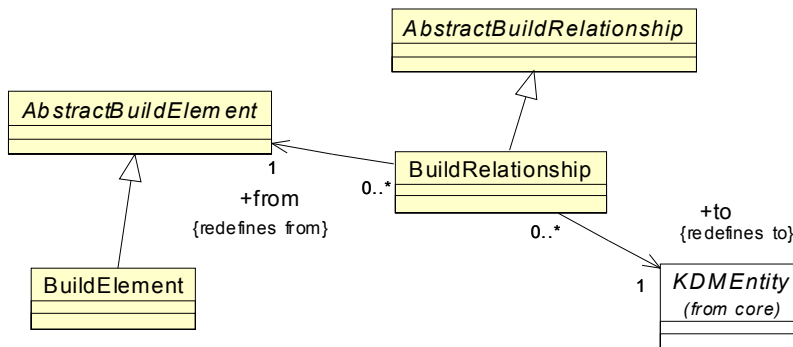 AbstractBuildRelationship
AbstractBuildElement
BuildRelationship
1
0..*
+from
{redefines from}
0..*
+to
{redefines to}
BuildElement
1
KDMEntity
(from core)